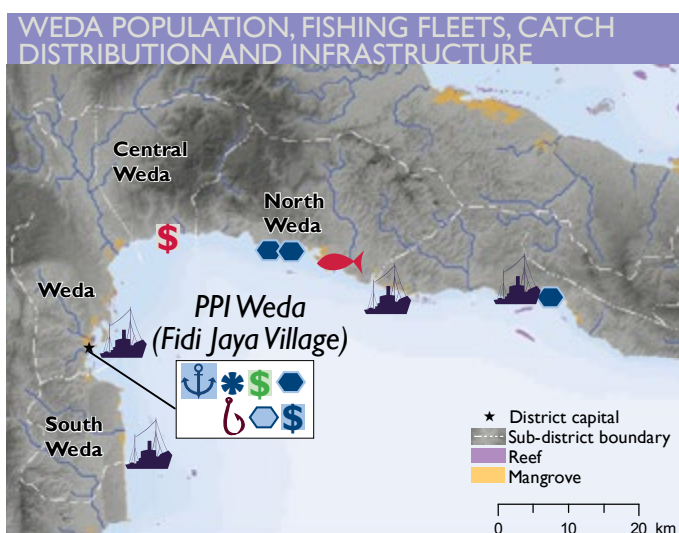 WEDA POPULATION, FISHING FLEETS, CATCH
DISTRIBUTION AND INFRASTRUCTURE
Central
Weda
North
Weda
$
Weda
PPI Weda
(Fidi Jaya Village)
$
$
South
Weda
District capital
Sub-district boundary
Reef
Mangrove
0 10 20 km